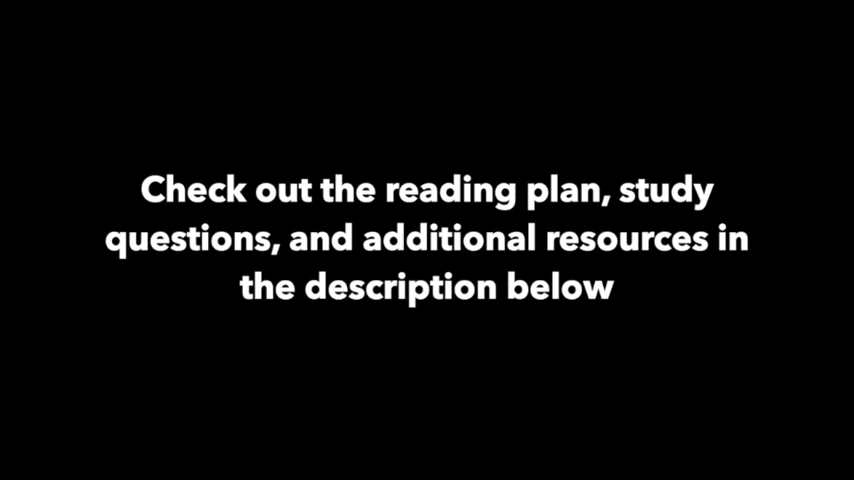 Check out the reading plan, study
questions, and additional resources in
the description below